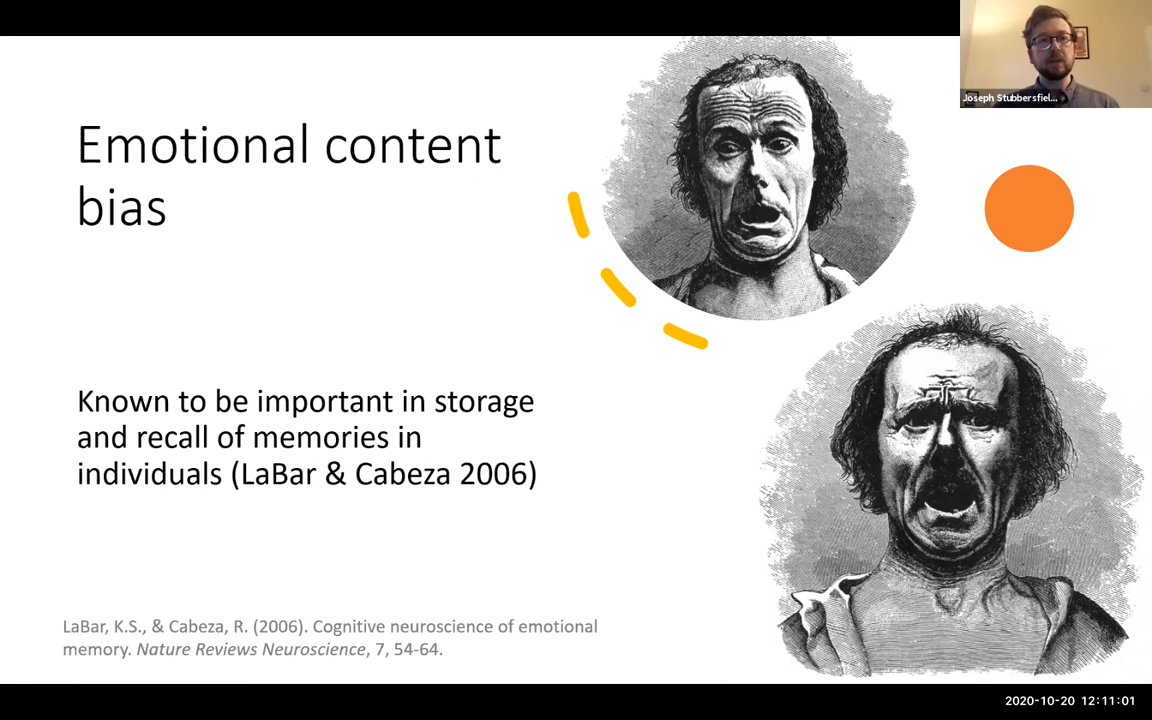 Joseph Stubbersfiel...
Emotional content
bias
Known to be important in storage
and recall of memories in
individuals (LaBar & Cabeza 2006)
LaBar, K.S., & Cabeza, R. (2006). Cognitive neuroscience of emotional
memory. Nature Reviews Neuroscience, 7, 54-64.
2020-10-20 12:11:01